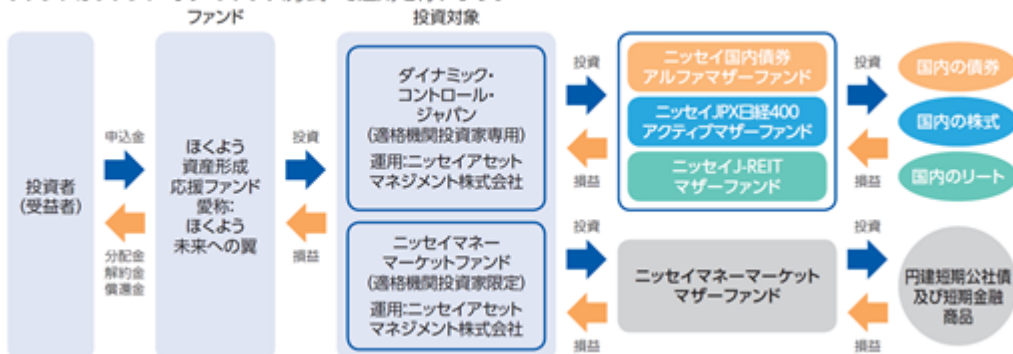 ファンド
投資対象
投資者
(受益者)
申込金
分配金
解約金
償還金
ほくよう
資産形成
応援ファンド
愛称:
ほくよう
未来への翼
投資
損益
ダイナミック・
コントロール・
ジャパン
(適格機関投資家専用)
運用:ニッセイアセット
マネジメント株式会社
ニッセイマネー
マーケットファンド
(適格機関投資家限定)
運用:ニッセイアセット
マネジメント株式会社
投資
損益
ニッセイ国内債券
アルファマザーファンド
ニッセイJPX日経400
アクティブマザーファンド
ニッセイJ-REIT
マザーファンド
投資
損益
国内の債券
国内の株式
国内のリート
投資
損益
ニッセイマネーマーケット
マザーファンド
投資
損益
円建短期公社債
及び短期金融
商品